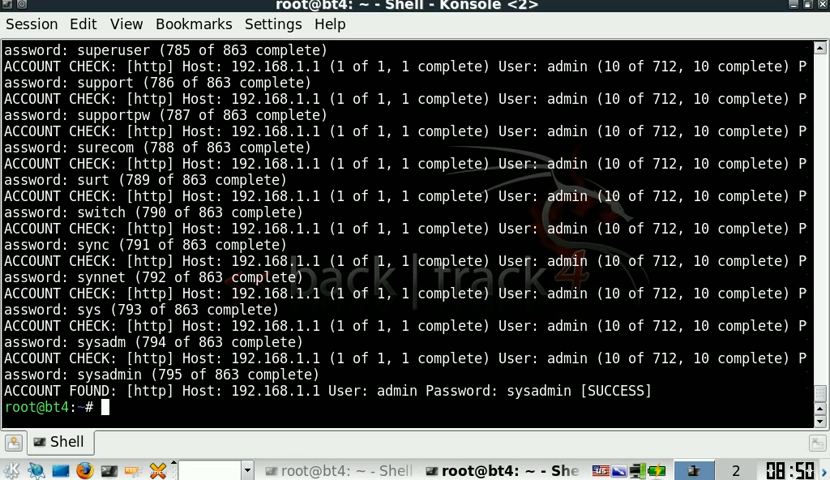 root@bt4: ~ - Shell - Konsole <2>
Session Edit View Bookmarks Settings Help
assword: superuser (785 of 863 complete)
ACCOUNT CHECK: [http] Host: 192.168.1.1 (1 of 1, 1 complete) User: admin (10 of 712, 10 complete) P
assword: support (786 of 863 complete)
ACCOUNT CHECK: [http] Host: 192.168.1.1 (1 of 1, 1 complete) User: admin (10 of 712, 10 complete) P
assword: supportpw (787 of 863 complete)
ACCOUNT CHECK: [http] Host: 192.168.1.1 (1 of 1, 1 complete) User: admin (10 of 712, 10 complete) P
assword: surecom (788 of 863 complete)
ACCOUNT CHECK: [http] Host: 192.168.1.1 (1 of 1, 1 complete) User: admin (10 of 712, 10 complete) P
assword: surt (789 of 863 complete)
ACCOUNT CHECK: [http] Host: 192.168.1.1 (1 of 1, 1 complete) User: admin (10 of 712, 10 complete) P
assword: switch (790 of 863 complete)
ACCOUNT CHECK: [http] Host: 192.168.1.1 (1 of 1, 1 complete) User: admin (10 of 712, 10 complete) P
assword: sync (791 of 863 complete)
ACCOUNT CHECK: [http] Host: 192.168.1.1 (1 of 1, 1 complete) User: admin (10 of 712, 10 complete) P
assword: synnet (792 of 863 complete)
ACCOUNT CHECK: [http] Host: 192.168.1.1 (1 of 1, 1 complete) User: admin (10 of 712, 10 complete) P
assword: sys (793 of 863 complete)
ACCOUNT CHECK: [http] Host: 192.168.1.1 (1 of 1, 1 complete) User: admin (10 of 712, 10 complete) P
assword: sysadm (794 of 863 complete)
ACCOUNT CHECK: [http] Host: 192.168.1.1 (1 of 1, 1 complete) User: admin (10 of 712, 10 complete) P
assword: sysadmin (795 of 863 complete)
ACCOUNT FOUND: [http] Host: 192.168.1.1 User: admin Password: sysadmin [SUCCESS]
root@bt4:~#
back | track 4
Shell
root@bt4: ~ - Shell root@bt4: ~ - She 2 08:50